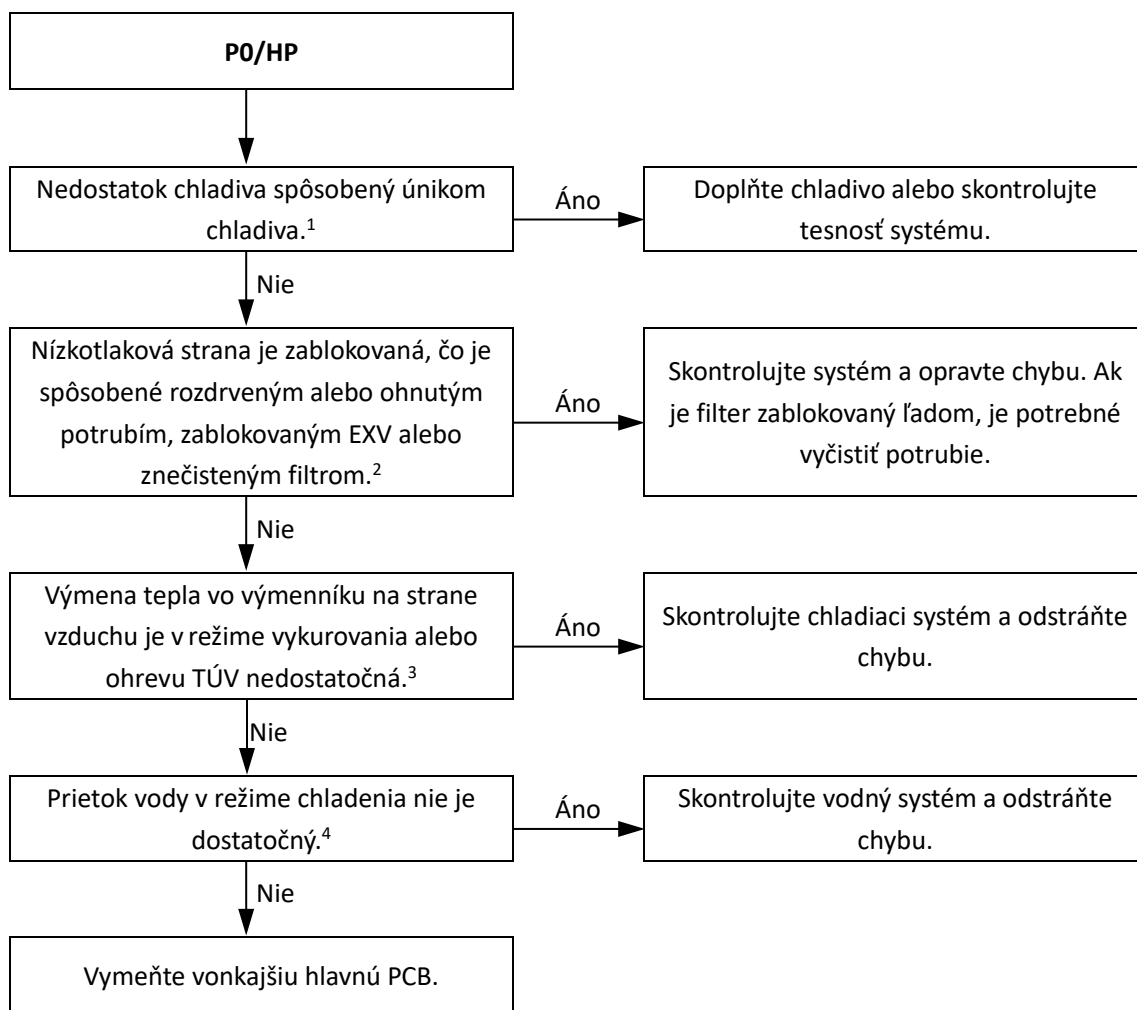 P0/HP
Nedostatok chladiva spôsobený únikom
chladiva.¹
Áno
Doplňte chladivo alebo skontrolujte
tesnosť systému.
Nie
Nízkotlaková strana je zablokovaná, čo je
spôsobené rozdrveným alebo ohnutým
potrubím, zablokovaným EXV alebo
znečisteným filtrom.²
Áno
Skontrolujte systém a opravte chybu. Ak
je filter zablokovaný ľadom, je potrebné
vyčistiť potrubie.
Nie
Výmena tepla vo výmenníku na strane
vzduchu je v režime vykurovania alebo
ohrevu TÚV nedostatočná.³
Áno
Skontrolujte chladiaci systém a odstráňte
chybu.
Nie
Prietok vody v režime chladenia nie je
dostatočný.⁴
Áno
Skontrolujte vodný systém a odstráňte
chybu.
Nie
Vymeňte vonkajšiu hlavnú PCB.